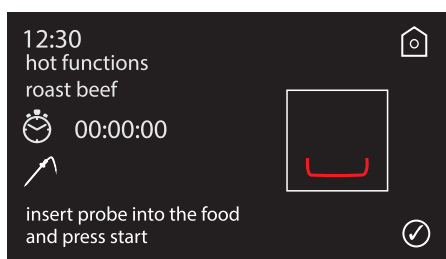 12:30
hot functions
roast beef
00:00:00
insert probe into the food
and press start